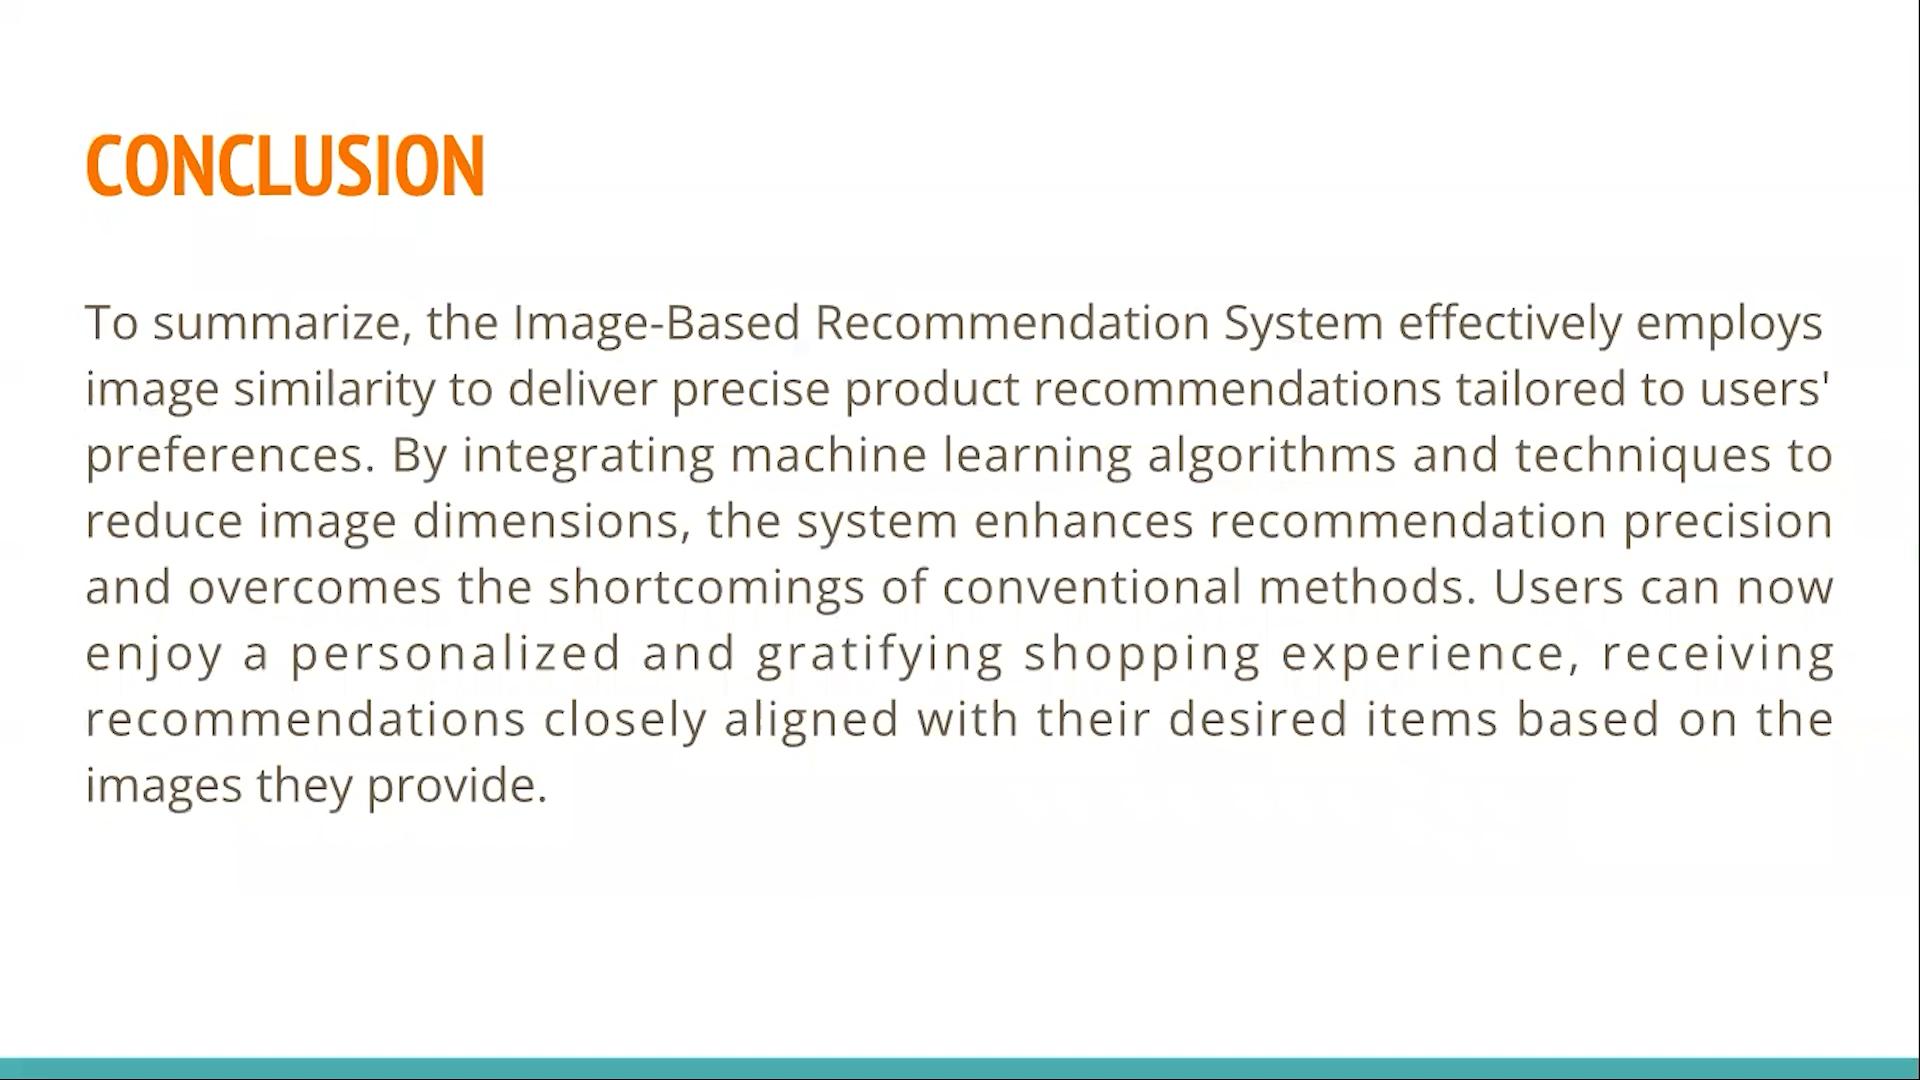 CONCLUSION
To summarize, the Image-Based Recommendation System effectively employs
image similarity to deliver precise product recommendations tailored to users'
preferences. By integrating machine learning algorithms and techniques to
reduce image dimensions, the system enhances recommendation precision
and overcomes the shortcomings of conventional methods. Users can now
enjoy a personalized and gratifying shopping experience, receiving
recommendations closely aligned with their desired items based on the
images they provide.